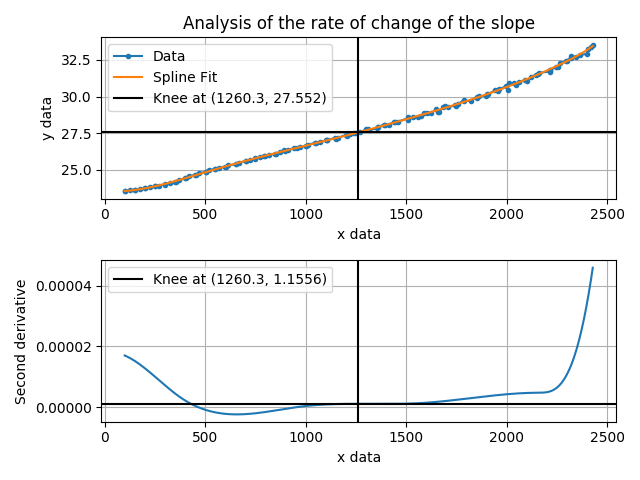 Analysis of the rate of change of the slope
Data
Spline Fit
Knee at (1260.3, 27.552)
y data
32.5
30.0
27.5
25.0
0 500 1000 1500 2000 2500
x data
Knee at (1260.3, 1.1556)
Second derivative
0.00004
0.00002
0.00000
0 500 1000 1500 2000 2500
x data